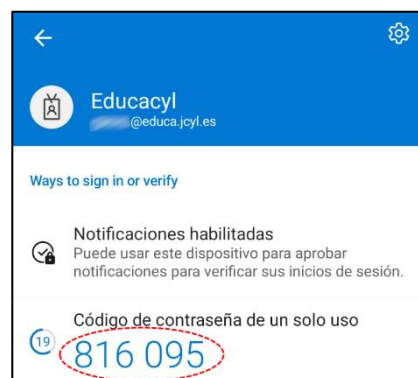 Educacyl
@educa.jcyl.es
Ways to sign in or verify
Notificaciones habilitadas
Puede usar este dispositivo para aprobar
notificaciones para verificar sus inicios de sesión.
Código de contraseña de un solo uso
19
816 095